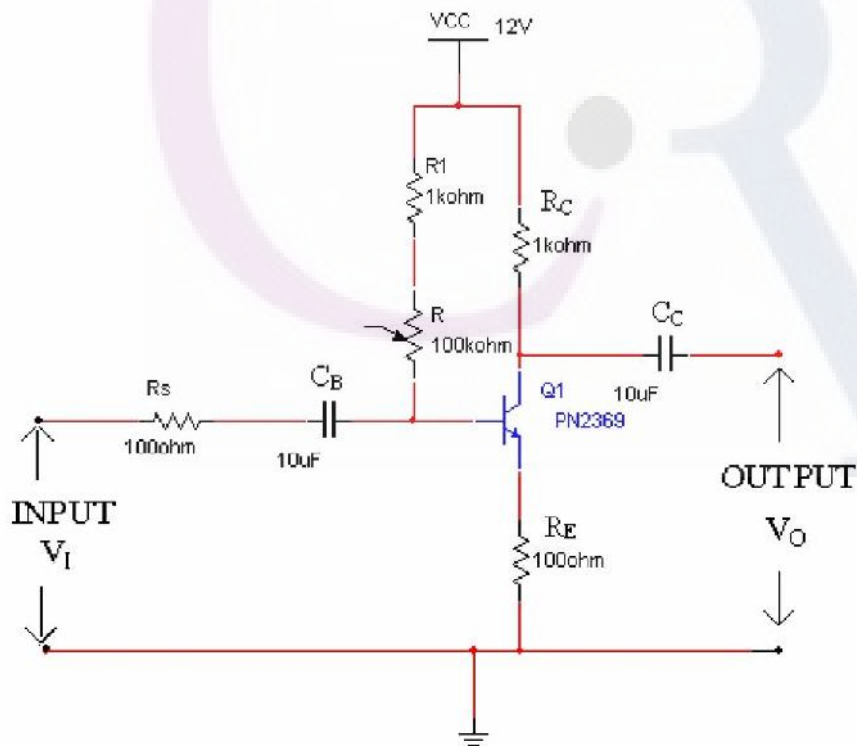 VCC 12V
R1
1kohm
RC
1kohm
R
100kohm
CC
10uF
Rs
100ohm
CB
10uF
Q1
PN2369
INPUT
VI
OUTPUT
VO
RE
100ohm